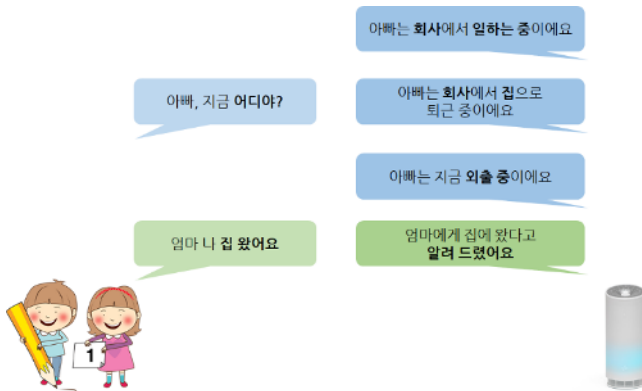 아빠는 회사에서 일하는 중이에요
아빠, 지금 어디야?
아빠는 회사에서 집으로
퇴근 중이에요
아빠는 지금 외출 중이에요
엄마 나 집 왔어요
엄마에게 집에 왔다고
알려 드렸어요
1